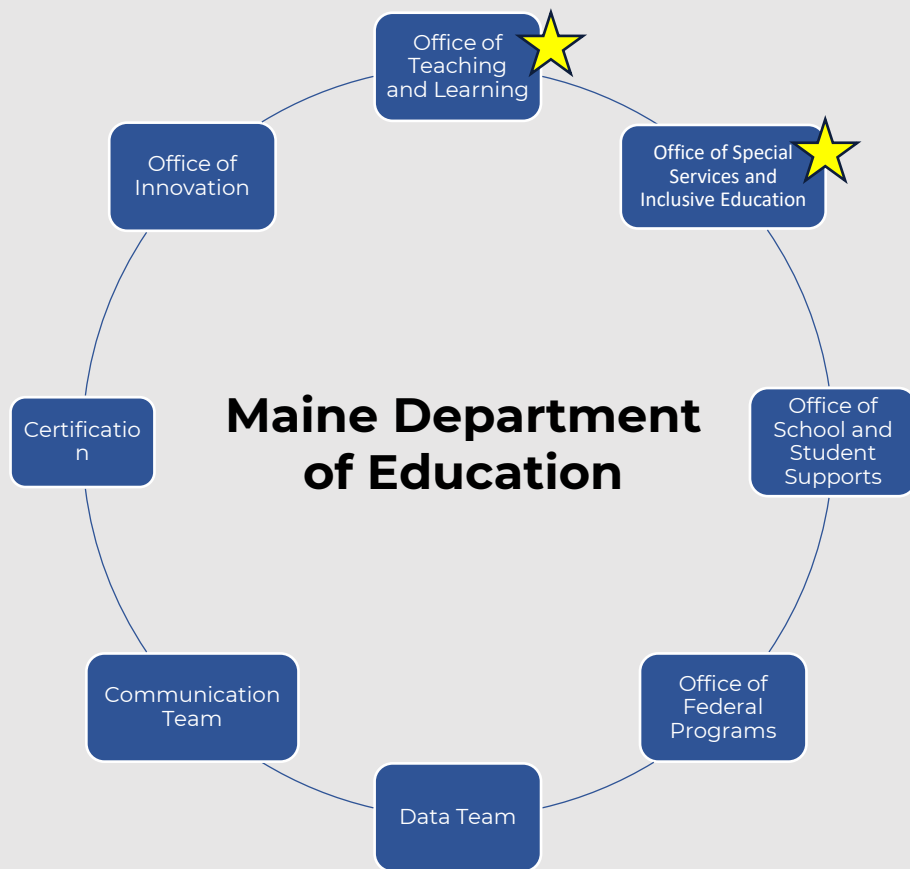 Office of
Teaching
and Learning
Office of Special
Services and
Inclusive Education
Office of
Innovation
Maine Department
of Education
Office of
School and
Student
Supports
Certificatio
n
Office of
Federal
Programs
Communication
Team
Data Team